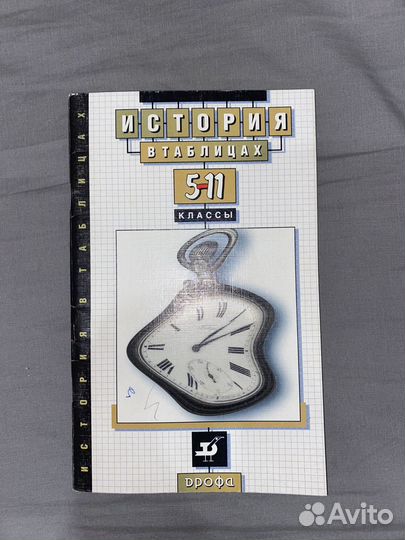 ИСТОРИЯ
В ТАБЛИЦАХ
5-11
КЛАССЫ
ИСТОРИЯ В ТАБЛИЦАХ
дрофа
Avito